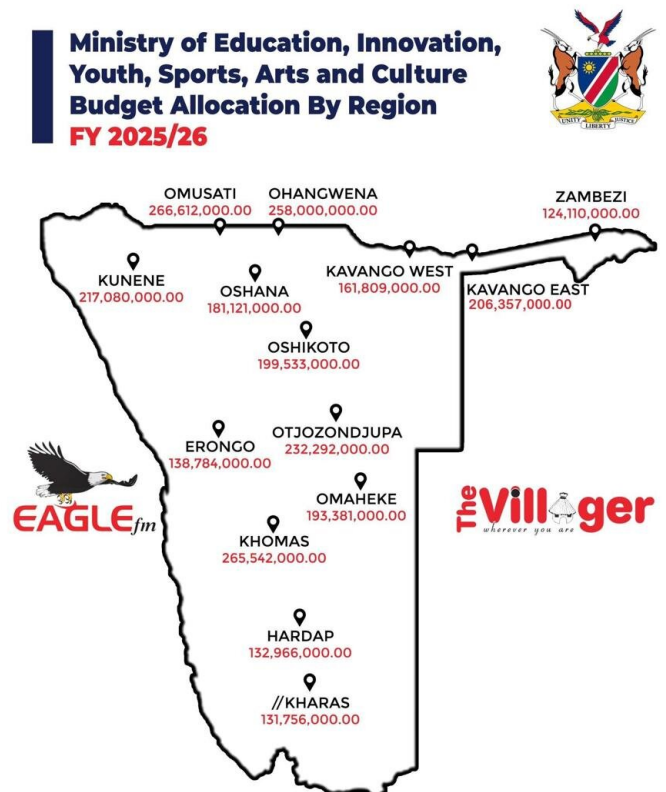 Ministry of Education, Innovation,
Youth, Sports, Arts and Culture
Budget Allocation By Region
FY 2025/26
UNITY LIBERTY JUSTICE
OMUSATI
266,612,000.00
OHANGWENA
258,000,000.00
ZAMBEZI
124,110,000.00
KUNENE
217,080,000.00
OSHANA
181,121,000.00
KAVANGO WEST
161,809,000.00
KAVANGO EAST
206,357,000.00
OSHIKOTO
199,533,000.00
ERONGO
138,784,000.00
OTJOZONDJUPA
232,292,000.00
OMAHEKE
193,381,000.00
EAGLE fm
The Villager
wherever you are
KHOMAS
265,542,000.00
HARDAP
132,966,000.00
//KHARAS
131,756,000.00